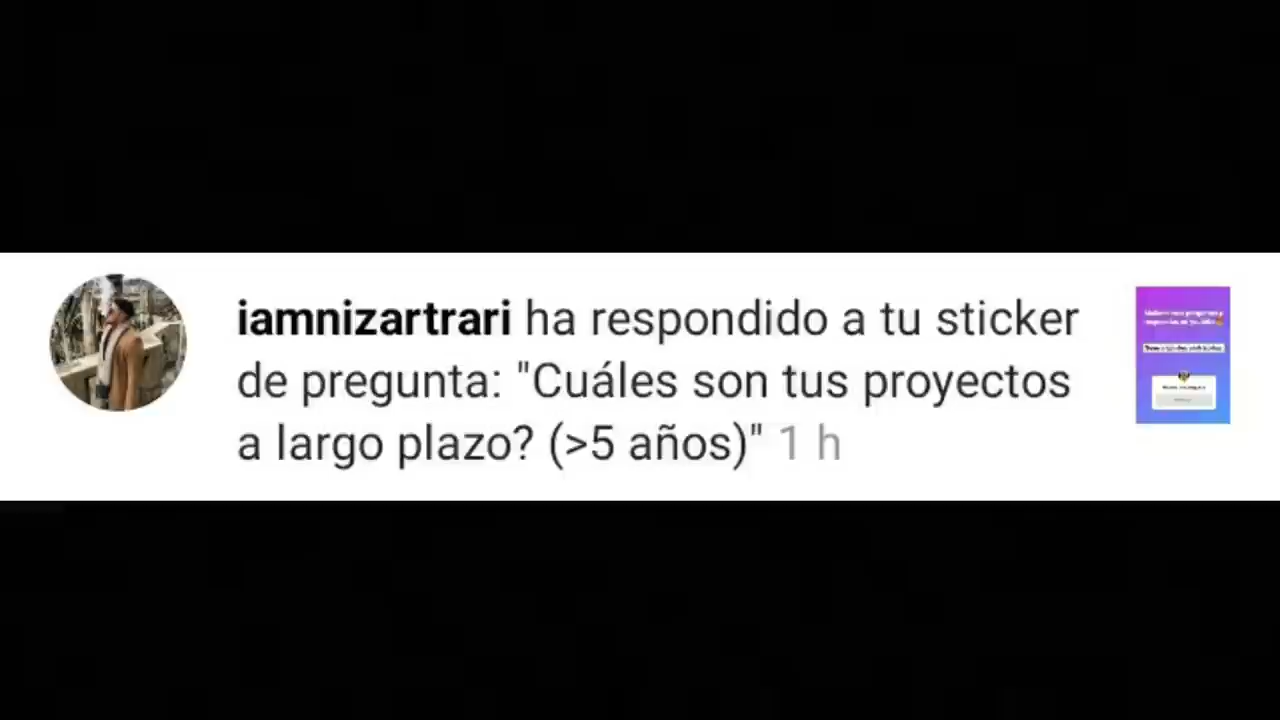 iamnizartrari ha respondido a tu sticker
de pregunta: "Cuáles son tus proyectos
a largo plazo? (>5 años)" 1 h